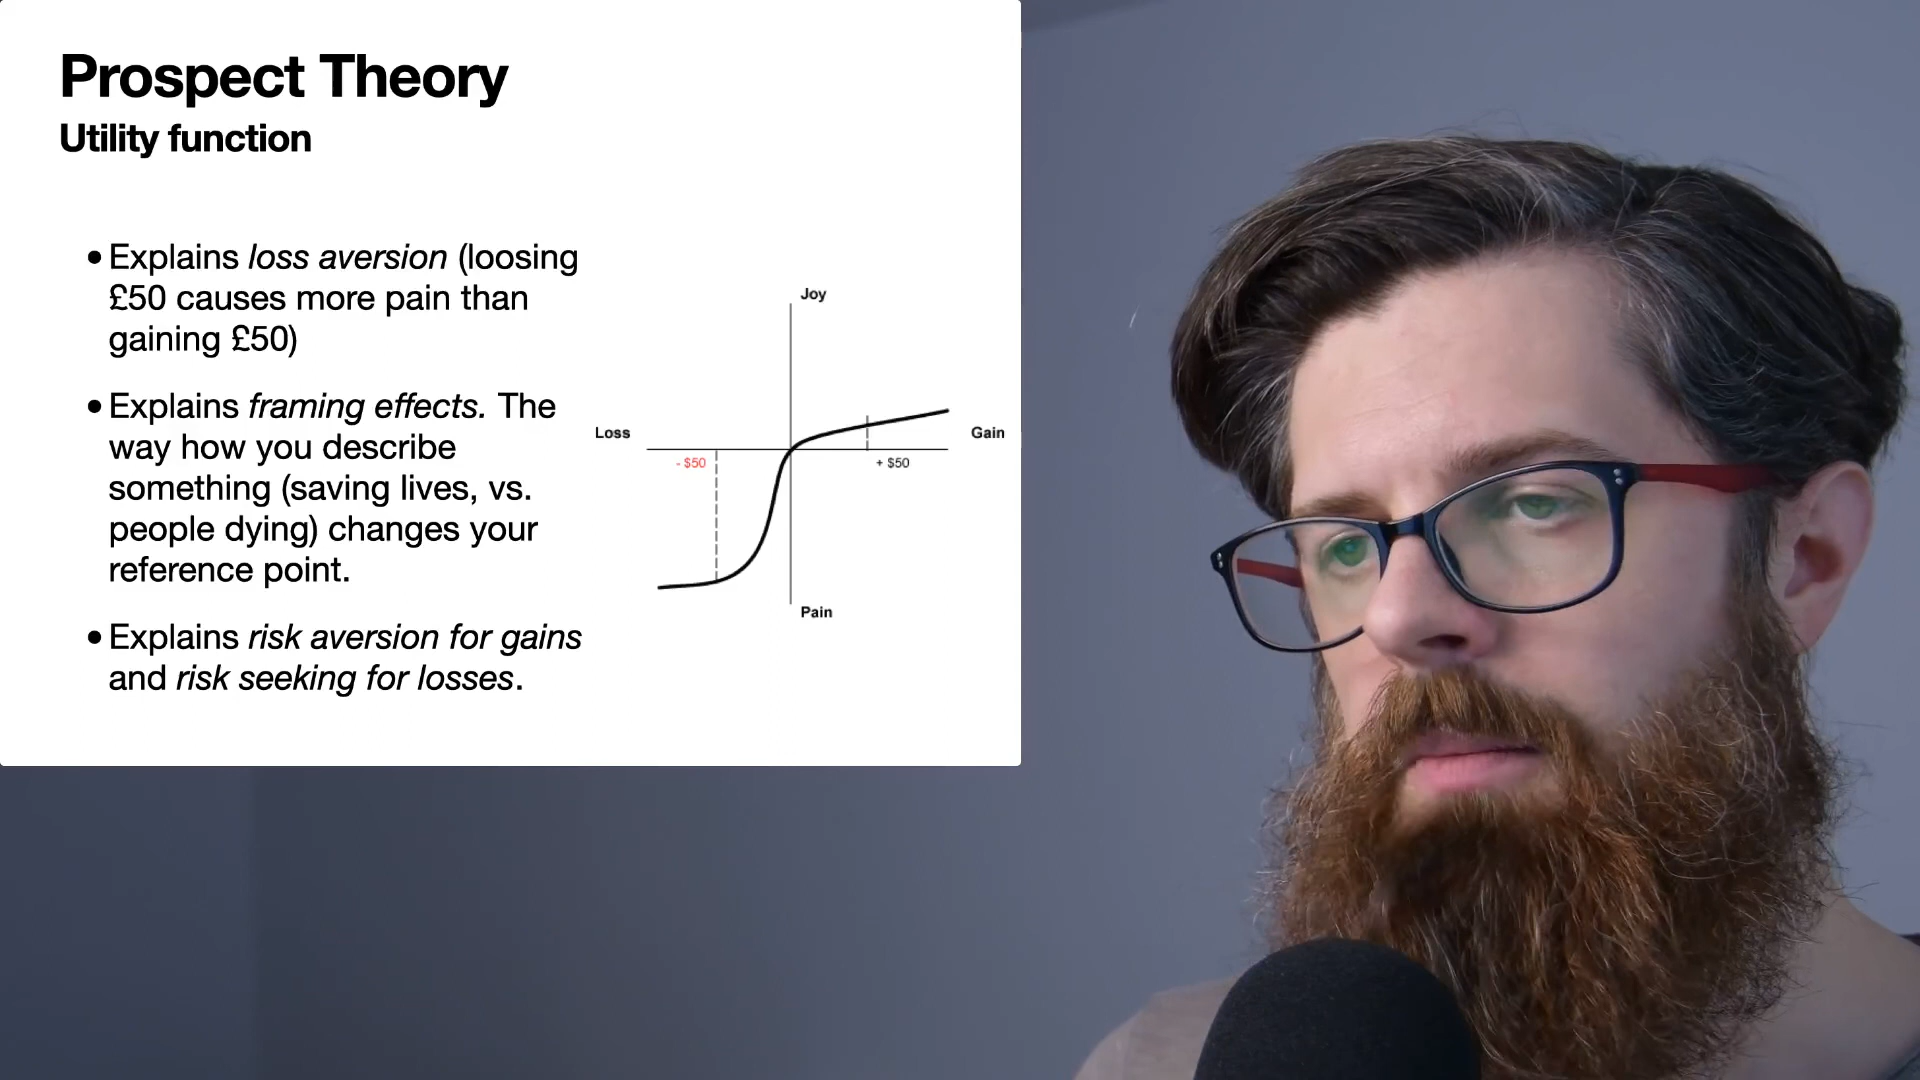 Prospect Theory
Utility function
• Explains loss aversion (loosing
£50 causes more pain than
gaining £50)
• Explains framing effects. The
way how you describe
something (saving lives, vs.
people dying) changes your
reference point.
• Explains risk aversion for gains
and risk seeking for losses.
Joy
Loss
Gain
- $50
+ $50
Pain